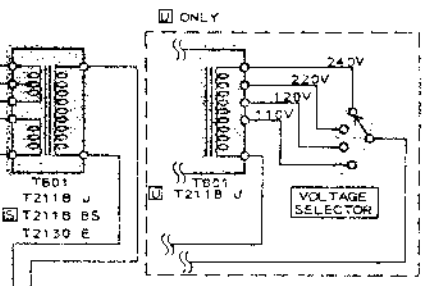 U ONLY
240V
220V
120V
110V
T601
T2118 J
S T2118 BS
T2130 E
T601
U T2118 J
VOLTAGE
SELECTOR